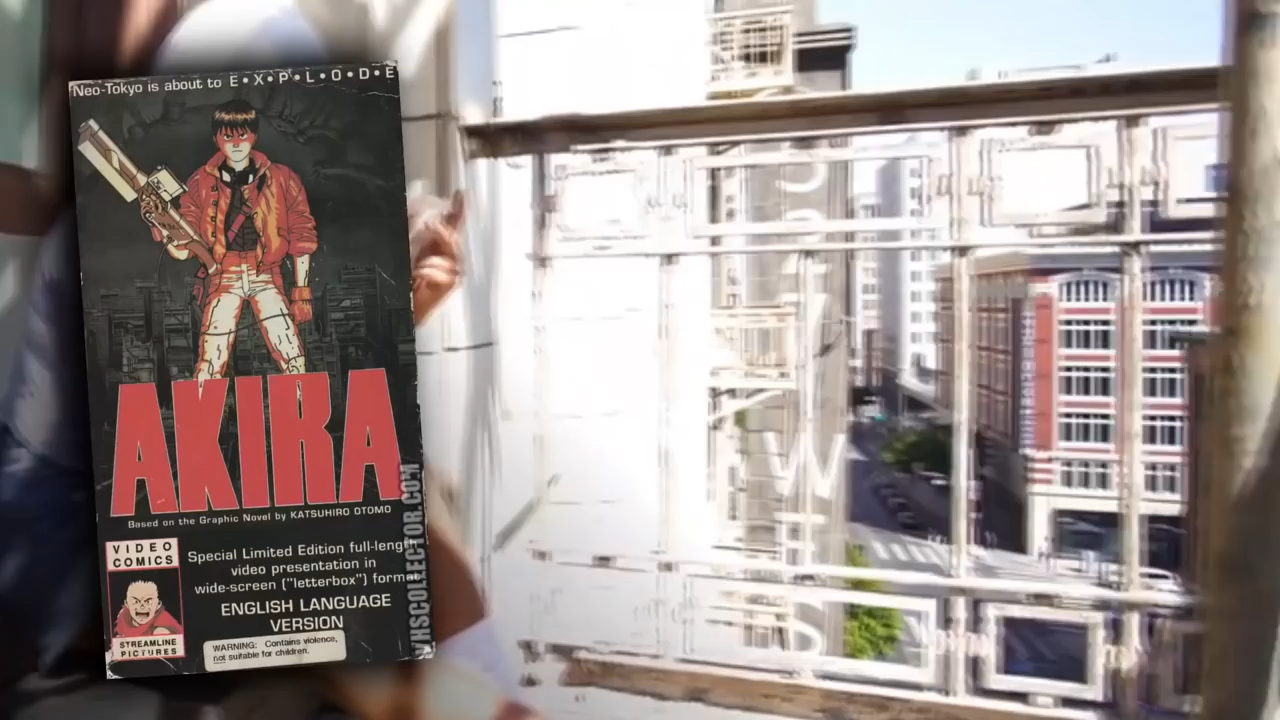 Neo-Tokyo is about to E•X•P•L•O•D•E
AKIRA
Based on the Graphic Novel by KATSUHIRO OTOMO
VIDEO
COMICS
STREAMLINE
PICTURES
Special Limited Edition full-length
video presentation in
wide-screen ("letterbox") format
ENGLISH LANGUAGE
VERSION
WARNING: Contains violence,
not suitable for children.
VHSCOLLECTOR.COM